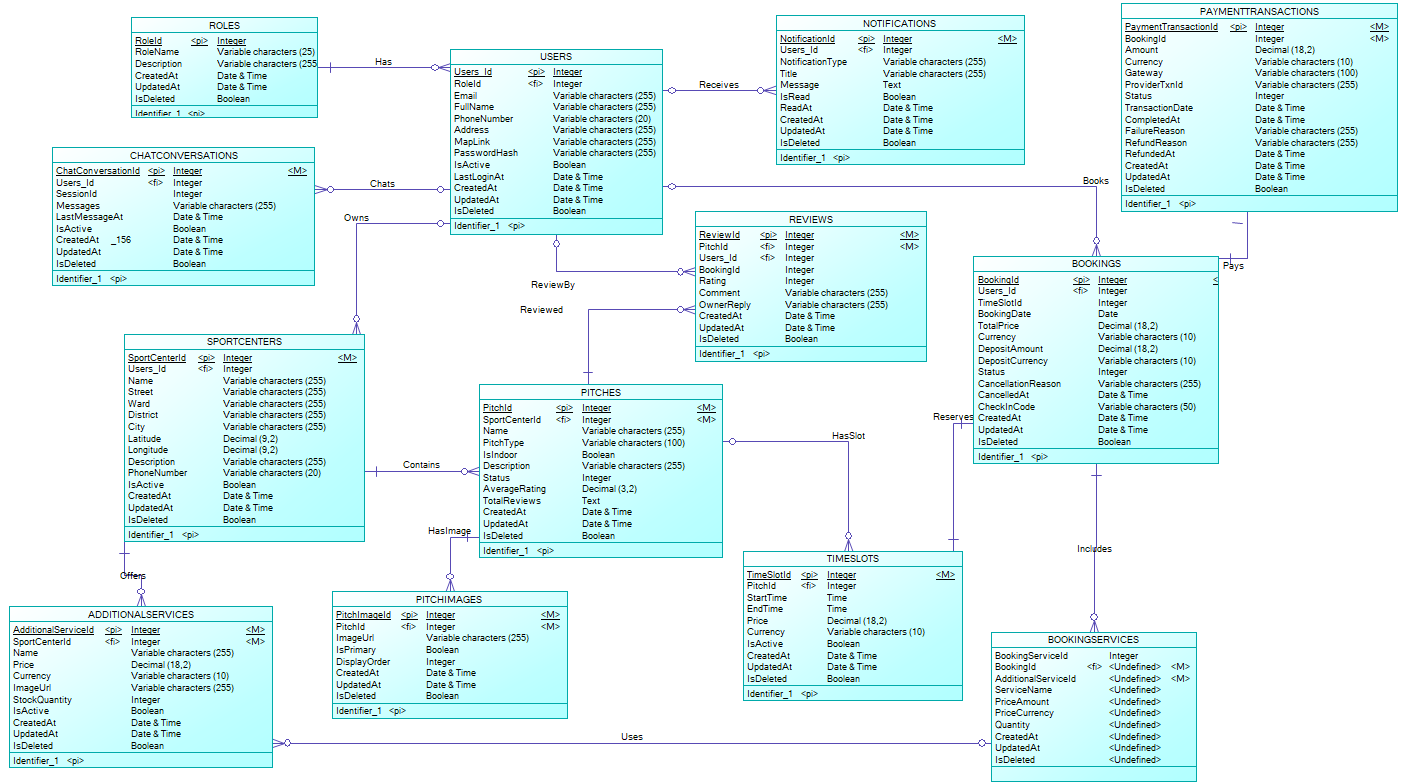 ROLES
RoleId <pi> Integer
RoleName Variable characters (25)
Description Variable characters (255
CreatedAt Date & Time
UpdatedAt Date & Time
IsDeleted Boolean
Identifier_1 <pi>
Has
USERS
Users_Id <pi> Integer
RoleId <fi> Integer
Email Variable characters (255)
FullName Variable characters (255)
PhoneNumber Variable characters (20)
Address Variable characters (255)
MapLink Variable characters (255)
PasswordHash Variable characters (255)
IsActive Boolean
LastLoginAt Date & Time
CreatedAt Date & Time
UpdatedAt Date & Time
IsDeleted Boolean
Identifier_1 <pi>
Receives
NOTIFICATIONS
NotificationId <pi> Integer <M>
Users_Id <fi> Integer
NotificationType Variable characters (255)
Title Variable characters (255)
Message Text
IsRead Boolean
ReadAt Date & Time
CreatedAt Date & Time
UpdatedAt Date & Time
IsDeleted Boolean
Identifier_1 <pi>
PAYMENTTRANSACTIONS
PaymentTransactionId <pi> Integer <M>
BookingId Integer <M>
Amount Decimal (18,2)
Currency Variable characters (10)
Gateway Variable characters (100)
ProviderTxnId Variable characters (255)
Status Integer
TransactionDate Date & Time
CompletedAt Date & Time
FailureReason Variable characters (255)
RefundReason Variable characters (255)
RefundedAt Date & Time
CreatedAt Date & Time
UpdatedAt Date & Time
IsDeleted Boolean
Identifier_1 <pi>
CHATCONVERSATIONS
ChatConversationId <pi> Integer <M>
Users_Id <fi> Integer
SessionId Integer
Messages Variable characters (255)
LastMessageAt Date & Time
IsActive Boolean
CreatedAt _156 Date & Time
UpdatedAt Date & Time
IsDeleted Boolean
Identifier_1 <pi>
Chats
Owns
Books
ReviewBy
Reviewed
REVIEWS
ReviewId <pi> Integer <M>
PitchId <fi> Integer <M>
Users_Id <fi> Integer
BookingId Integer
Rating Integer
Comment Variable characters (255)
OwnerReply Variable characters (255)
CreatedAt Date & Time
UpdatedAt Date & Time
IsDeleted Boolean
Identifier_1 <pi>
Pays
BOOKINGS
BookingId <pi> Integer <
Users_Id <fi> Integer
TimeSlotId Integer
BookingDate Date
TotalPrice Decimal (18,2)
Currency Variable characters (10)
DepositAmount Decimal (18,2)
DepositCurrency Variable characters (10)
Status Integer
CancellationReason Variable characters (255)
CancelledAt Date & Time
CheckInCode Variable characters (50)
CreatedAt Date & Time
UpdatedAt Date & Time
IsDeleted Boolean
Identifier_1 <pi>
SPORTCENTERS
SportCenterId <pi> Integer <M>
Users_Id <fi> Integer
Name Variable characters (255)
Street Variable characters (255)
Ward Variable characters (255)
District Variable characters (255)
City Variable characters (255)
Latitude Decimal (9,2)
Longitude Decimal (9,2)
Description Variable characters (255)
PhoneNumber Variable characters (20)
IsActive Boolean
CreatedAt Date & Time
UpdatedAt Date & Time
IsDeleted Boolean
Identifier_1 <pi>
Contains
PITCHES
PitchId <pi> Integer <M>
SportCenterId <fi> Integer <M>
Name Variable characters (255)
PitchType Variable characters (100)
IsIndoor Boolean
Description Variable characters (255)
Status Integer
AverageRating Decimal (3,2)
TotalReviews Text
CreatedAt Date & Time
UpdatedAt Date & Time
IsDeleted Boolean
Identifier_1 <pi>
HasSlot
Reserves
HasImage
Includes
Offers
TIMESLOTS
TimeSlotId <pi> Integer <M>
PitchId <fi> Integer
StartTime Time
EndTime Time
Price Decimal (18,2)
Currency Variable characters (10)
IsActive Boolean
CreatedAt Date & Time
UpdatedAt Date & Time
IsDeleted Boolean
Identifier_1 <pi>
PITCHIMAGES
PitchImageId <pi> Integer <M>
PitchId <fi> Integer <M>
ImageUrl Variable characters (255)
IsPrimary Boolean
DisplayOrder Integer
CreatedAt Date & Time
UpdatedAt Date & Time
IsDeleted Boolean
Identifier_1 <pi>
ADDITIONALSERVICES
AdditionalServiceId <pi> Integer <M>
SportCenterId <fi> Integer <M>
Name Variable characters (255)
Price Decimal (18,2)
Currency Variable characters (10)
ImageUrl Variable characters (255)
StockQuantity Integer
IsActive Boolean
CreatedAt Date & Time
UpdatedAt Date & Time
IsDeleted Boolean
Identifier_1 <pi>
Uses
BOOKINGSERVICES
BookingServiceId Integer
BookingId <fi> <Undefined> <M>
AdditionalServiceId <Undefined> <M>
ServiceName <Undefined>
PriceAmount <Undefined>
PriceCurrency <Undefined>
Quantity <Undefined>
CreatedAt <Undefined>
UpdatedAt <Undefined>
IsDeleted <Undefined>